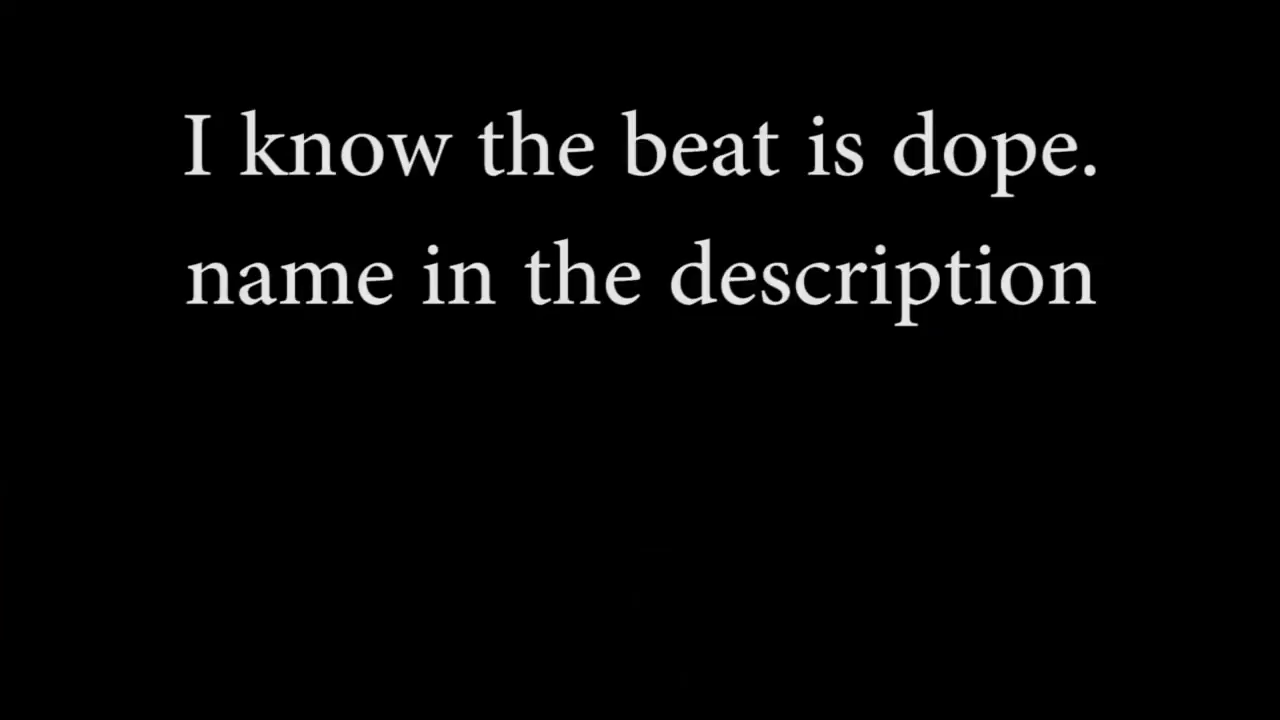 I know the beat is dope.
name in the description